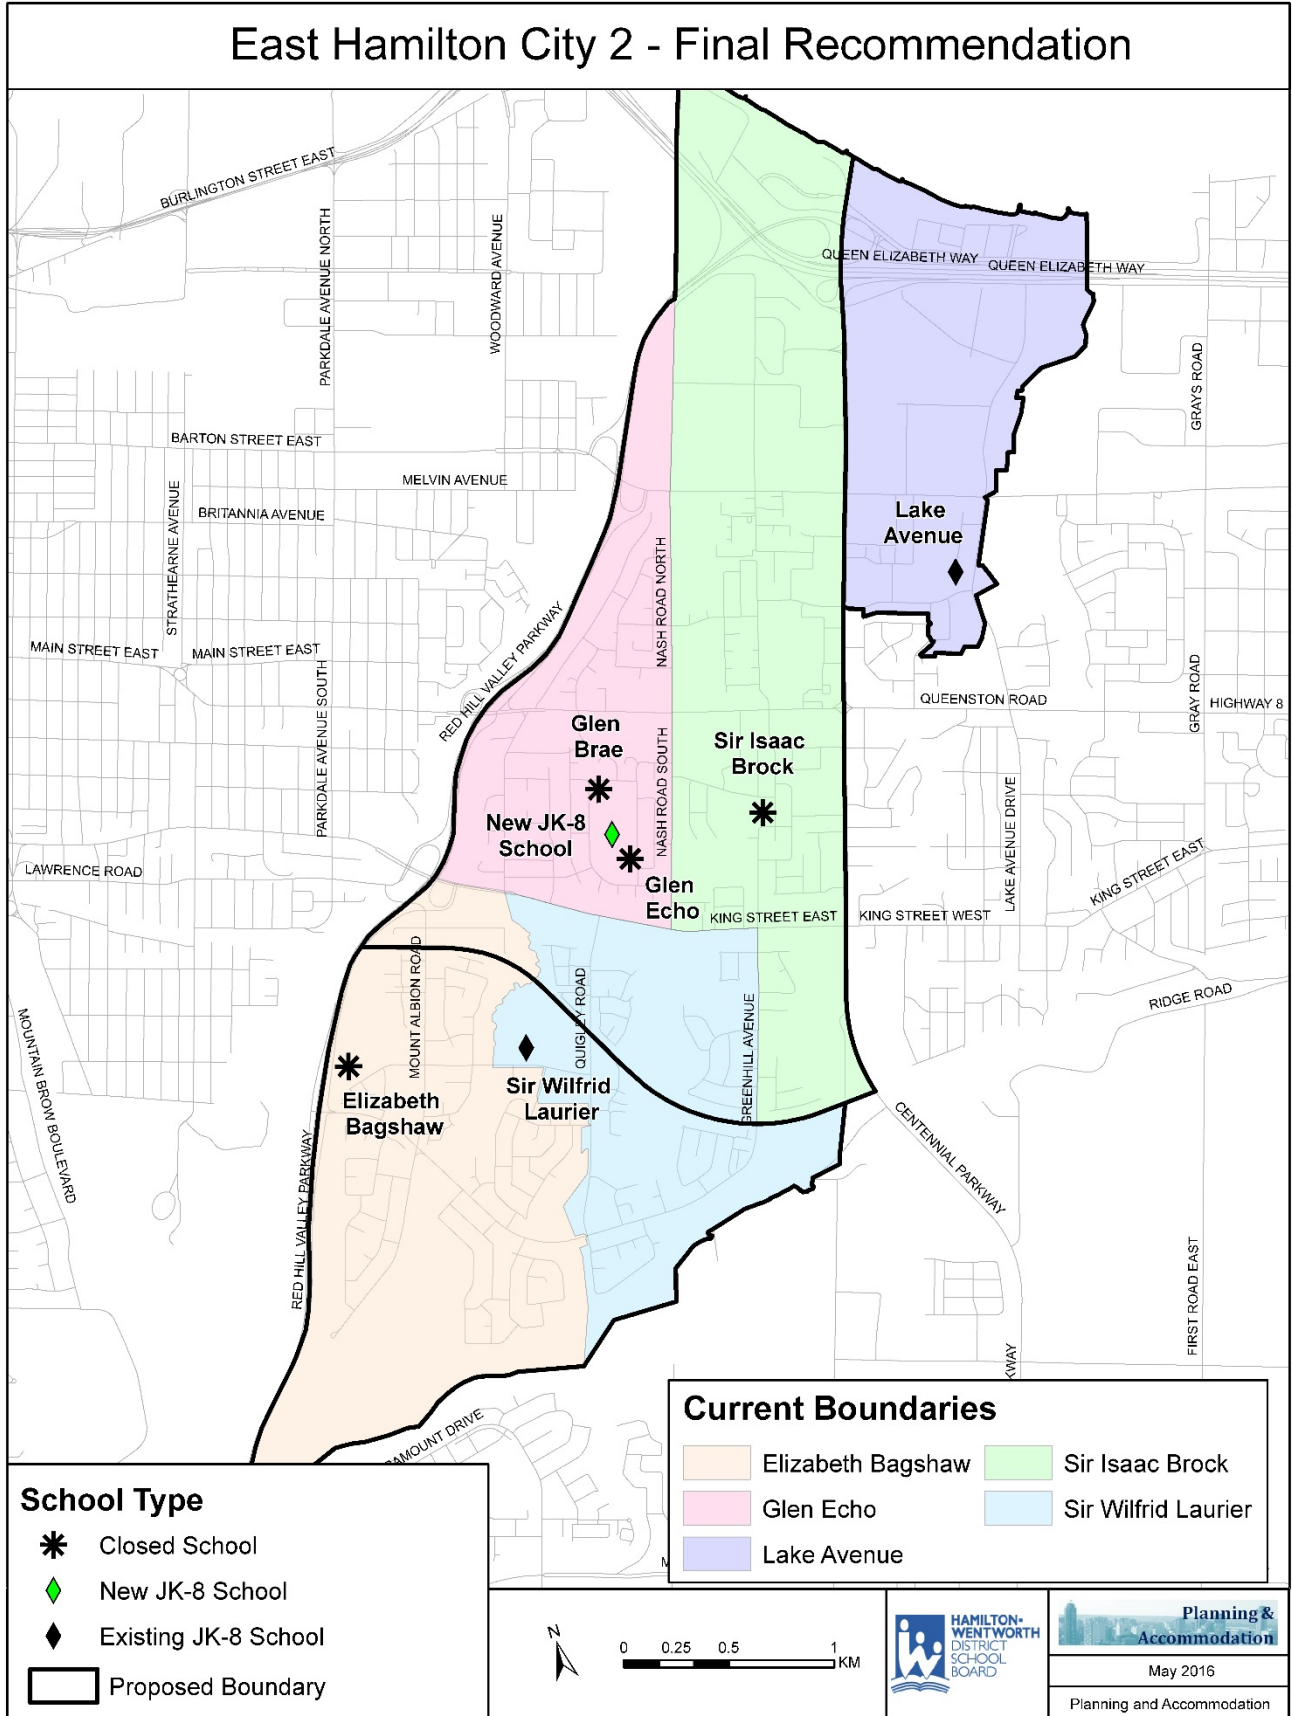 East Hamilton City 2 - Final Recommendation
BURLINGTON STREET EAST
PARKDALE AVENUE NORTH
WOODWARD AVENUE
QUEEN ELIZABETH WAY
QUEEN ELIZABETH WAY
GRAYS ROAD
BARTON STREET EAST
MELVIN AVENUE
STRATHEARNE AVENUE
BRITANNIA AVENUE
Lake
Avenue
NASH ROAD NORTH
RED HILL VALLEY PARKWAY
MAIN STREET EAST
MAIN STREET EAST
PARKDALE AVENUE SOUTH
QUEENSTON ROAD
GRAY ROAD
HIGHWAY 8
Glen
Brae
NASH ROAD SOUTH
Sir Isaac
Brock
New JK-8
School
LAKE AVENUE DRIVE
LAWRENCE ROAD
Glen
Echo
KING STREET EAST
KING STREET EAST
KING STREET WEST
MOUNT ALBION ROAD
QUIGLEY ROAD
GREENHILL AVENUE
RIDGE ROAD
MOUNTAIN BROW BOULEVARD
Elizabeth
Bagshaw
Sir Wilfrid
Laurier
CENTENNIAL PARKWAY
RED HILL VALLEY PARKWAY
FIRST ROAD EAST
KWAY
AMOUNT DRIVE
M
Current Boundaries
Elizabeth Bagshaw
Sir Isaac Brock
Glen Echo
Sir Wilfrid Laurier
Lake Avenue
School Type
Closed School
New JK-8 School
Existing JK-8 School
Proposed Boundary
N
0 0.25 0.5 1
KM
HAMILTON-
WENTWORTH
DISTRICT
SCHOOL
BOARD
Planning &
Accommodation
May 2016
Planning and Accommodation